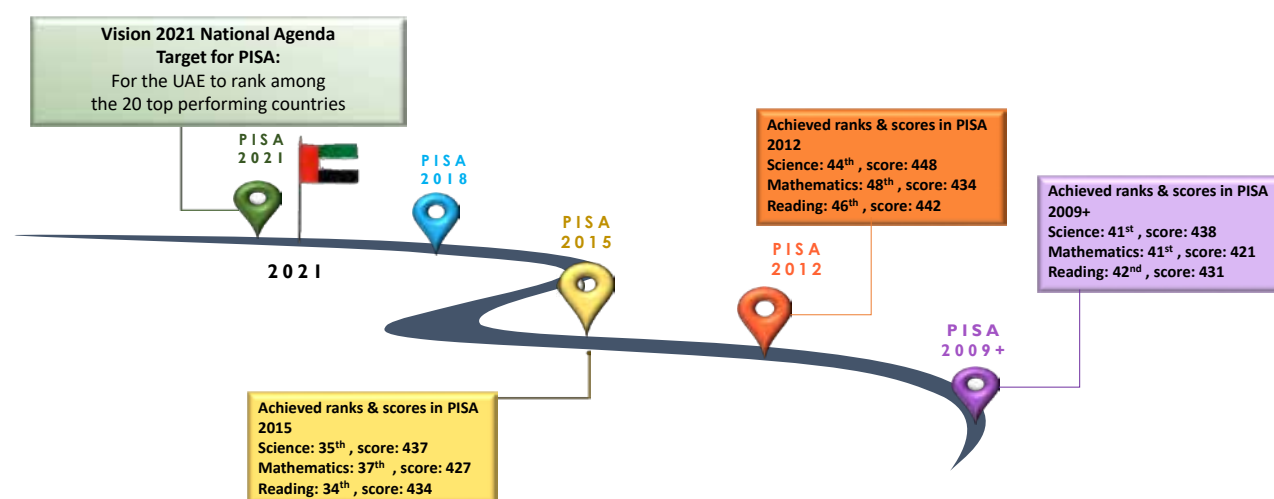 Vision 2021 National Agenda
Target for PISA:
For the UAE to rank among
the 20 top performing countries
PISA
2021
2021
PISA
2018
PISA
2015
Achieved ranks & scores in PISA
2015
Science: 35th , score: 437
Mathematics: 37th , score: 427
Reading: 34th , score: 434
Achieved ranks & scores in PISA
2012
Science: 44th , score: 448
Mathematics: 48th , score: 434
Reading: 46th , score: 442
PISA
2012
Achieved ranks & scores in PISA
2009+
Science: 41st , score: 438
Mathematics: 41st , score: 421
Reading: 42nd , score: 431
PISA
2009+